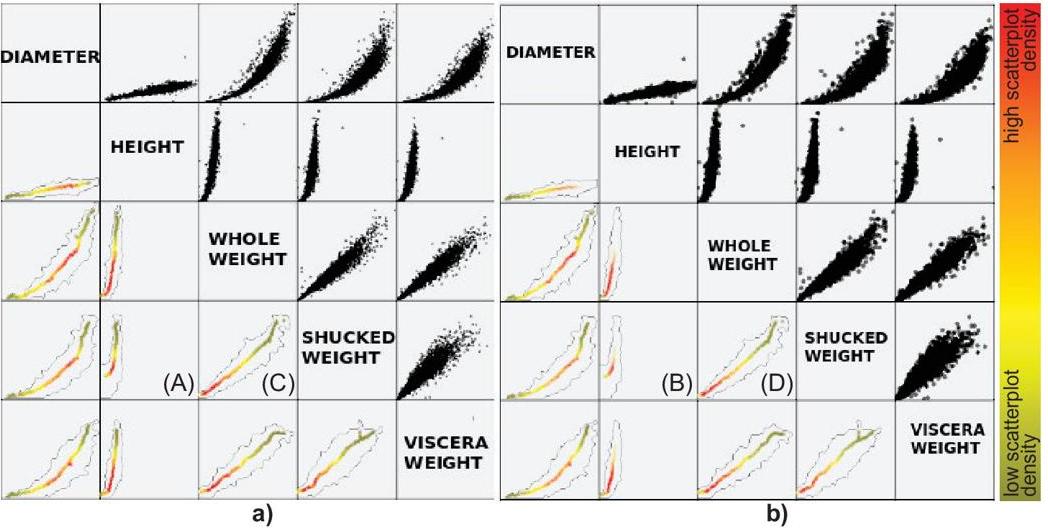 DIAMETER
HEIGHT
WHOLE
WEIGHT
SHUCKED
WEIGHT
(A)
(C)
VISCERA
WEIGHT
a)
DIAMETER
HEIGHT
WHOLE
WEIGHT
SHUCKED
WEIGHT
(B)
(D)
VISCERA
WEIGHT
b)
high scatterplot
density
low scatterplot
density